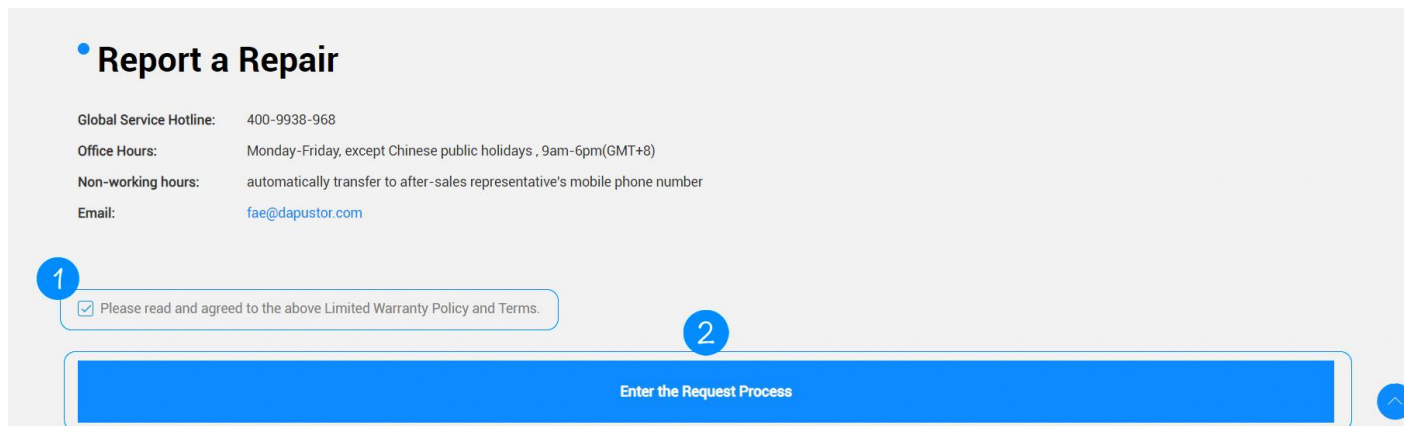 Report a Repair
Global Service Hotline: 400-9938-968
Office Hours: Monday-Friday, except Chinese public holidays , 9am-6pm(GMT+8)
Non-working hours: automatically transfer to after-sales representative's mobile phone number
Email: fae@dapustor.com
1
Please read and agreed to the above Limited Warranty Policy and Terms.
2
Enter the Request Process